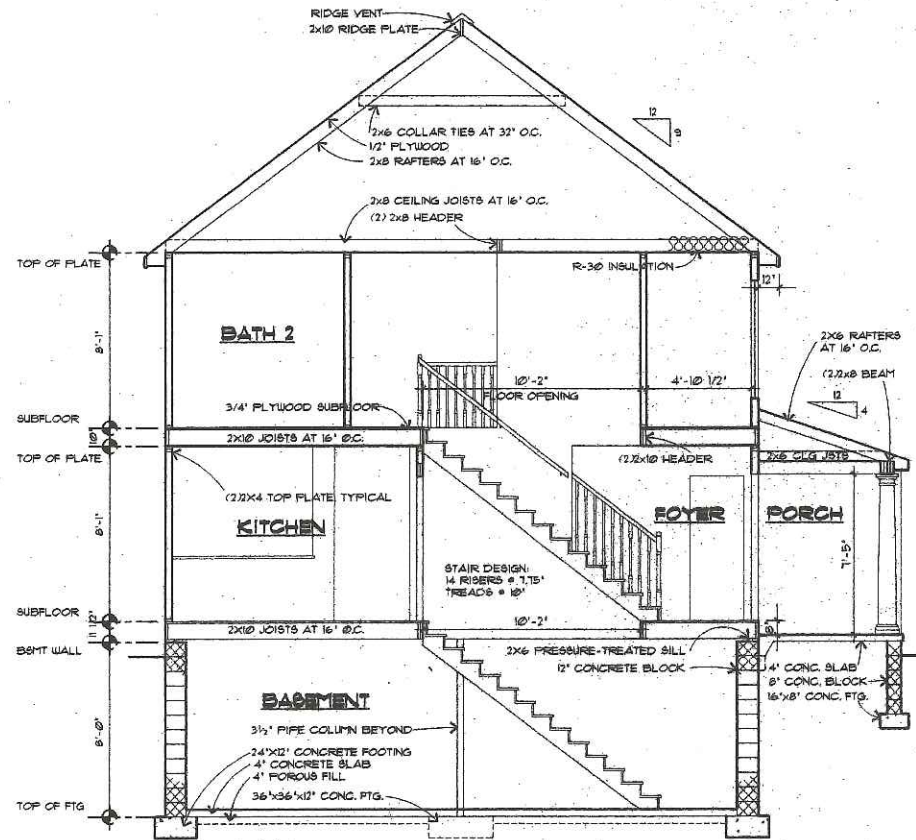 RIDGE VENT
2x10 RIDGE PLATE
12
9
2x6 COLLAR TIES AT 32" O.C.
1/2" PLYWOOD
2x8 RAFTERS AT 16" O.C.
2x8 CEILING JOISTS AT 16" O.C.
(2) 2x8 HEADER
TOP OF PLATE
R-30 INSULATION
12"
BATH 2
8'-1"
2X6 RAFTERS
AT 16" O.C.
(2)2x8 BEAM
12
4
10'-2"
FLOOR OPENING
4'-10 1/2"
3/4" PLYWOOD SUBFLOOR
SUBFLOOR
10"
2X10 JOISTS AT 16" O.C.
TOP OF PLATE
(2)2x10 HEADER
2X6 CLG JSTS
(2)2X4 TOP PLATE, TYPICAL
KITCHEN
FOYER
PORCH
8'-1"
7'-5"
STAIR DESIGN:
14 RISERS @ 7.75"
TREADS @ 10"
SUBFLOOR
11 1/2"
2X10 JOISTS AT 16" O.C.
10'-2"
8"
BSMT WALL
2X6 PRESSURE-TREATED SILL
12" CONCRETE BLOCK
4" CONC. SLAB
8" CONC. BLOCK
16"x8" CONC. FTG.
BASEMENT
8'-0"
3½" PIPE COLUMN BEYOND
24"X12" CONCRETE FOOTING
4" CONCRETE SLAB
4" POROUS FILL
36"x36"x12" CONC. FTG.
TOP OF FTG